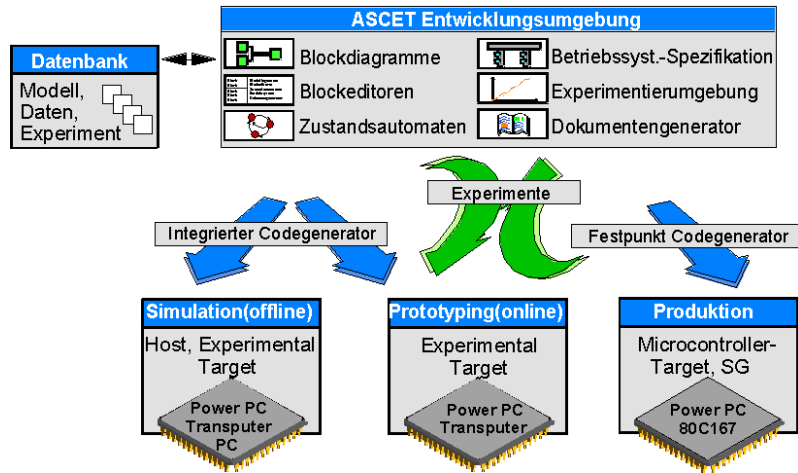 ASCET Entwicklungsumgebung
Datenbank
Modell,
Daten,
Experiment
Blockdiagramme
Blockeditoren
Zustandsautomaten
Betriebssyst.-Spezifikation
Experimentierumgebung
Dokumentengenerator
Experimente
Integrierter Codegenerator
Festpunkt Codegenerator
Simulation(offline)
Host, Experimental
Target
Power PC
Transputer
PC
Prototyping(online)
Experimental
Target
Power PC
Transputer
Produktion
Microcontroller-
Target, SG
Power PC
80C167